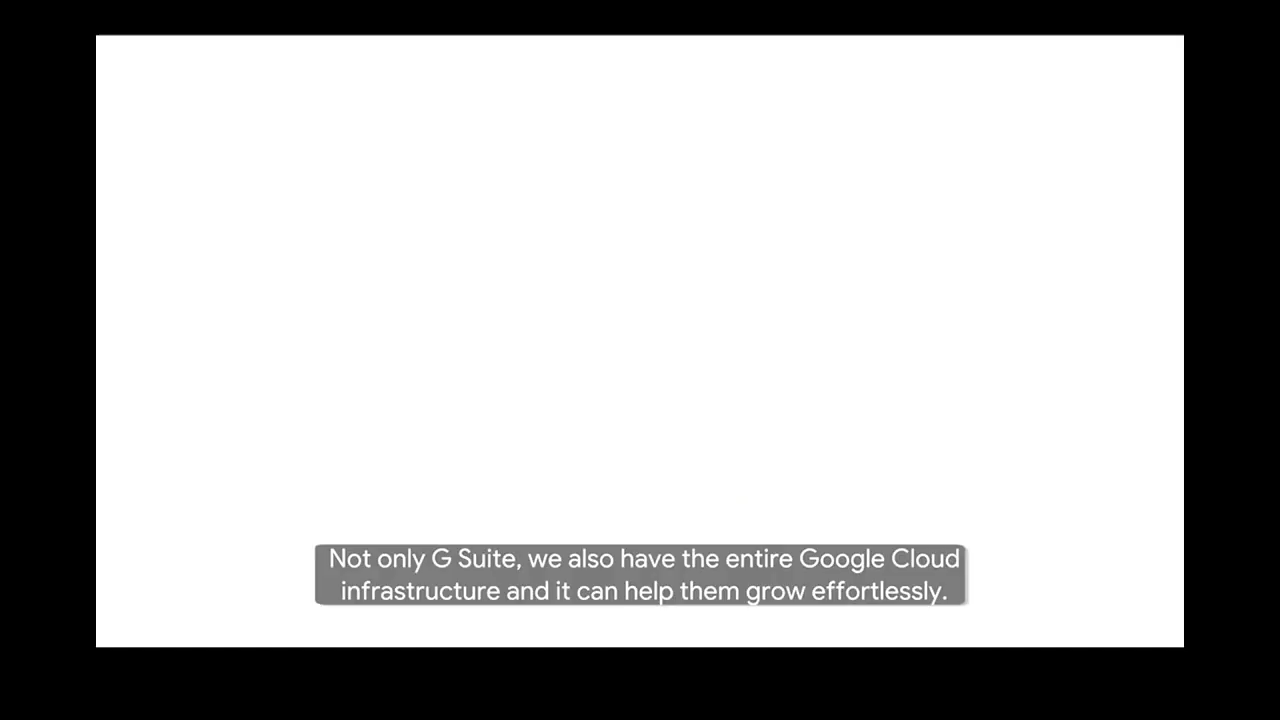 Not only G Suite, we also have the entire Google Cloud
infrastructure and it can help them grow effortlessly.